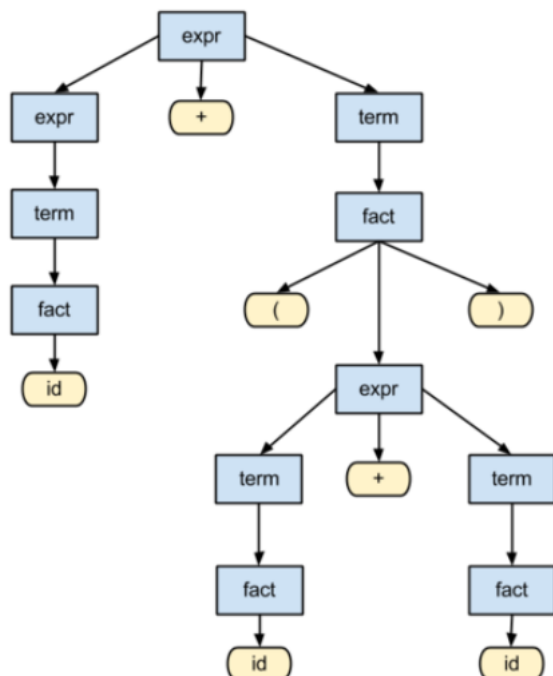 expr
expr + term
term fact
fact ( )
id expr
term + term
fact fact
id id